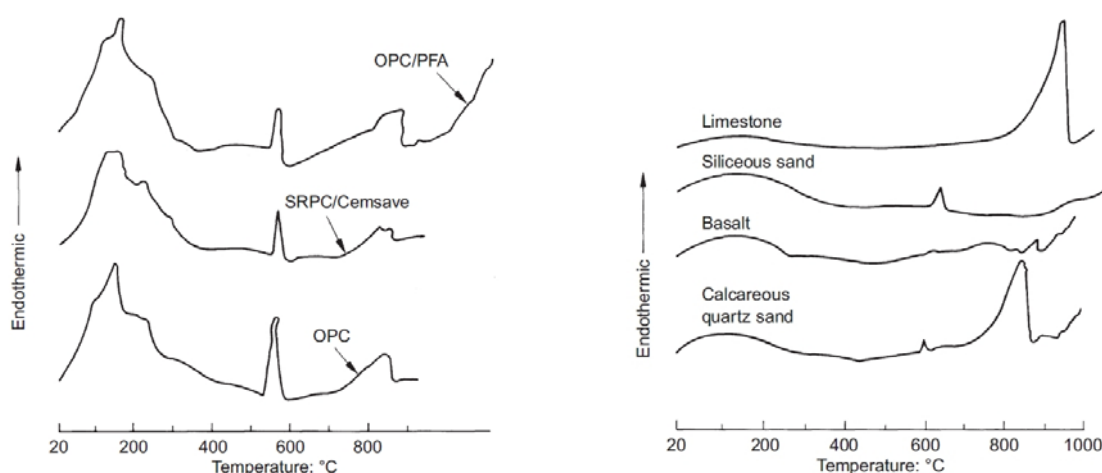 OPC/PFA
SRPC/Cemsave
OPC
Endothermic
20 200 400 600 800
Temperature: °C
Limestone
Siliceous sand
Basalt
Calcareous
quartz sand
Endothermic
20 200 400 600 800 1000
Temperature: °C